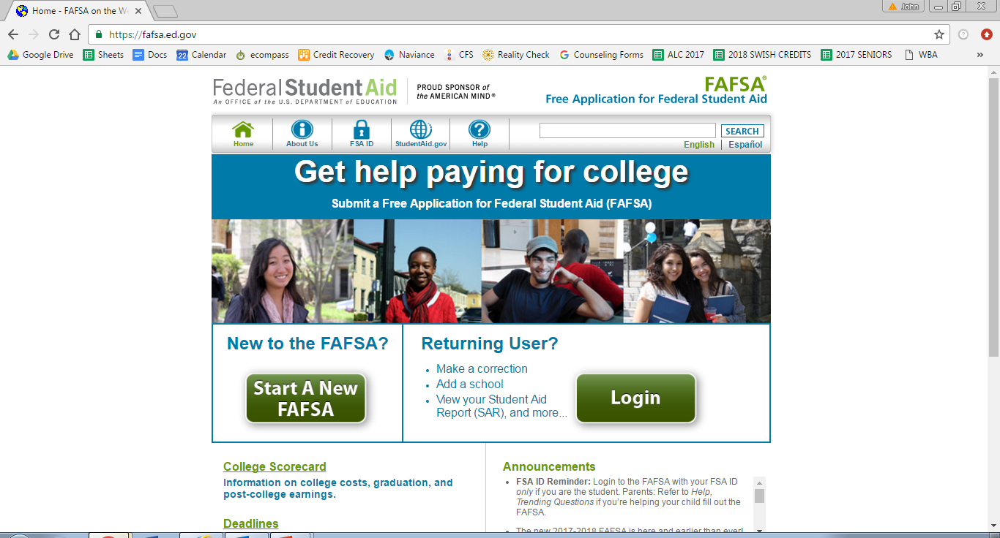 Home - FAFSA on the We
John
https://fafsa.ed.gov
Google Drive Sheets Docs 22 Calendar ecompass Credit Recovery Naviance CFS Reality Check Counseling Forms ALC 2017 2018 SWISH CREDITS 2017 SENIORS WBA »
Federal Student Aid
An OFFICE of the U.S. DEPARTMENT of EDUCATION
PROUD SPONSOR of
the AMERICAN MIND®
FAFSA®
Free Application for Federal Student Aid
Home About Us FSA ID StudentAid.gov Help
SEARCH
English Español
Get help paying for college
Submit a Free Application for Federal Student Aid (FAFSA)
New to the FAFSA?
Start A New
FAFSA
Returning User?
• Make a correction
• Add a school
• View your Student Aid
Report (SAR), and more...
Login
College Scorecard
Information on college costs, graduation, and
post-college earnings.
Deadlines
Announcements
• FSA ID Reminder: Login to the FAFSA with your FSA ID
only if you are the student. Parents: Refer to Help,
Trending Questions if you're helping your child fill out the
FAFSA.
• The new 2017-2018 FAFSA is here and earlier than ever!